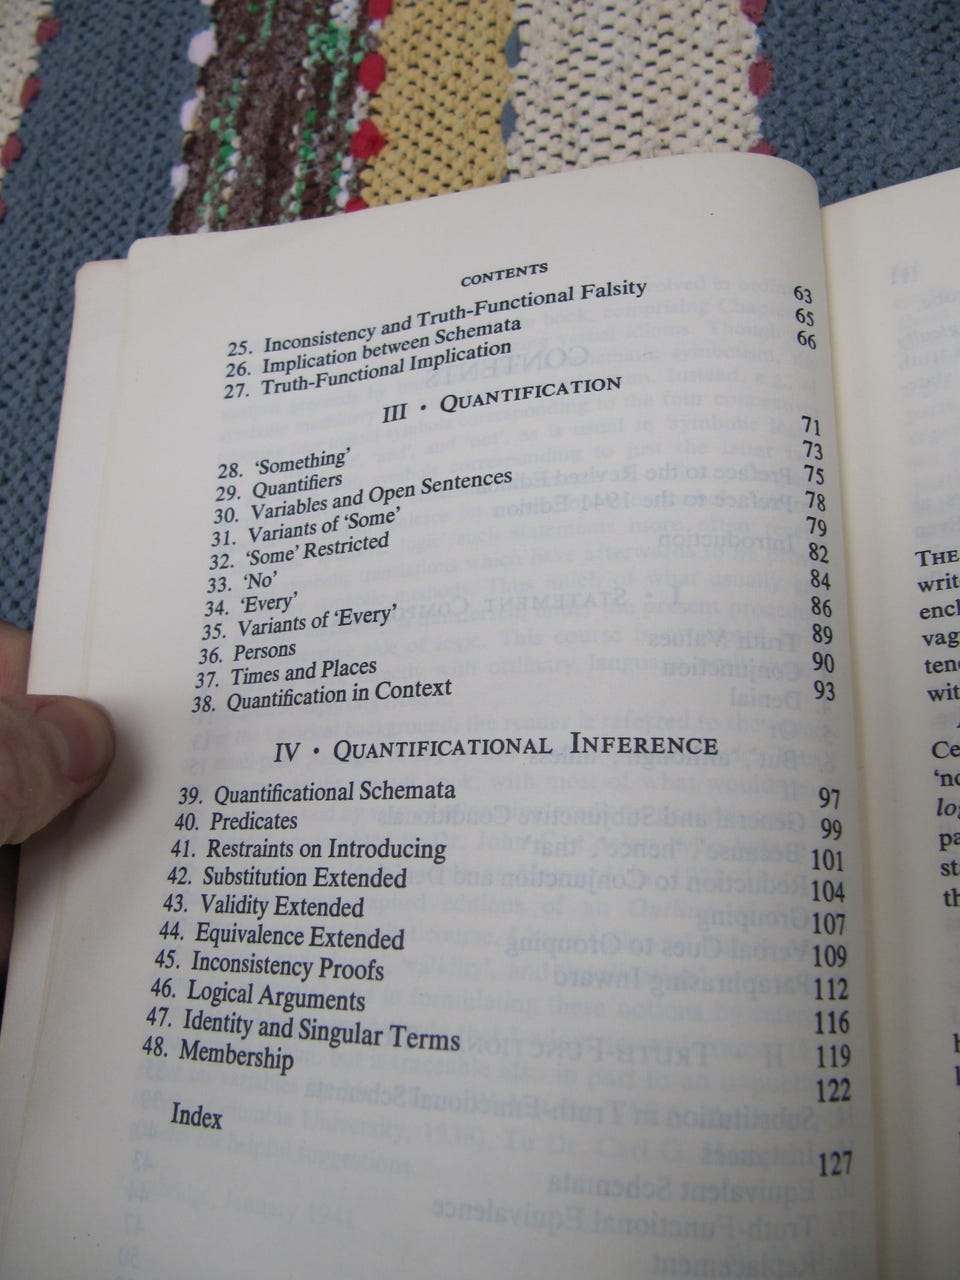 CONTENTS
25. Inconsistency and Truth-Functional Falsity 63
26. Implication between Schemata 65
27. Truth-Functional Implication 66
III · QUANTIFICATION
28. ‘Something’ 71
29. Quantifiers 73
30. Variables and Open Sentences 75
31. Variants of ‘Some’ 78
32. ‘Some’ Restricted 79
33. ‘No’ 82
34. ‘Every’ 84
35. Variants of ‘Every’ 86
36. Persons 89
37. Times and Places 90
38. Quantification in Context 93
IV · QUANTIFICATIONAL INFERENCE
39. Quantificational Schemata 97
40. Predicates 99
41. Restraints on Introducing 101
42. Substitution Extended 104
43. Validity Extended 107
44. Equivalence Extended 109
45. Inconsistency Proofs 112
46. Logical Arguments 116
47. Identity and Singular Terms 119
48. Membership 122
Index 127
THE